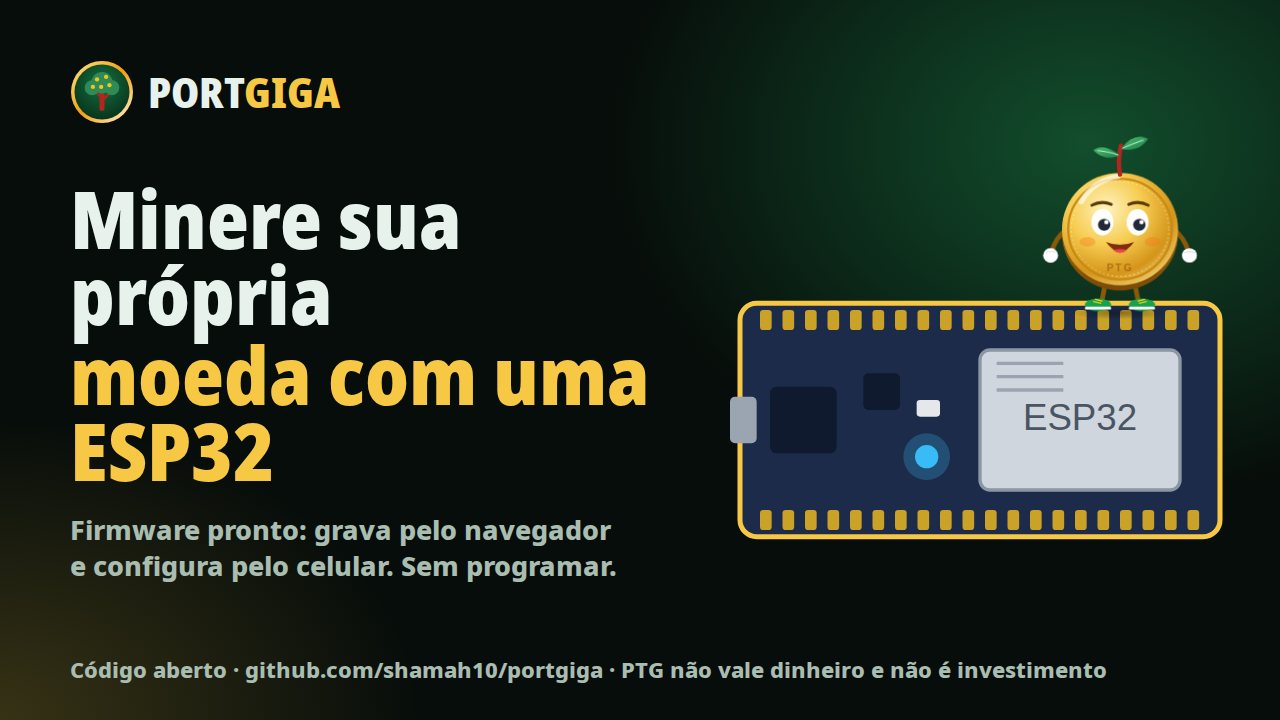 PORTGIGA
Minere sua
própria
moeda com uma
ESP32
Firmware pronto: grava pelo navegador
e configura pelo celular. Sem programar.
PTG
ESP32
Código aberto · github.com/shamah10/portgiga · PTG não vale dinheiro e não é investimento